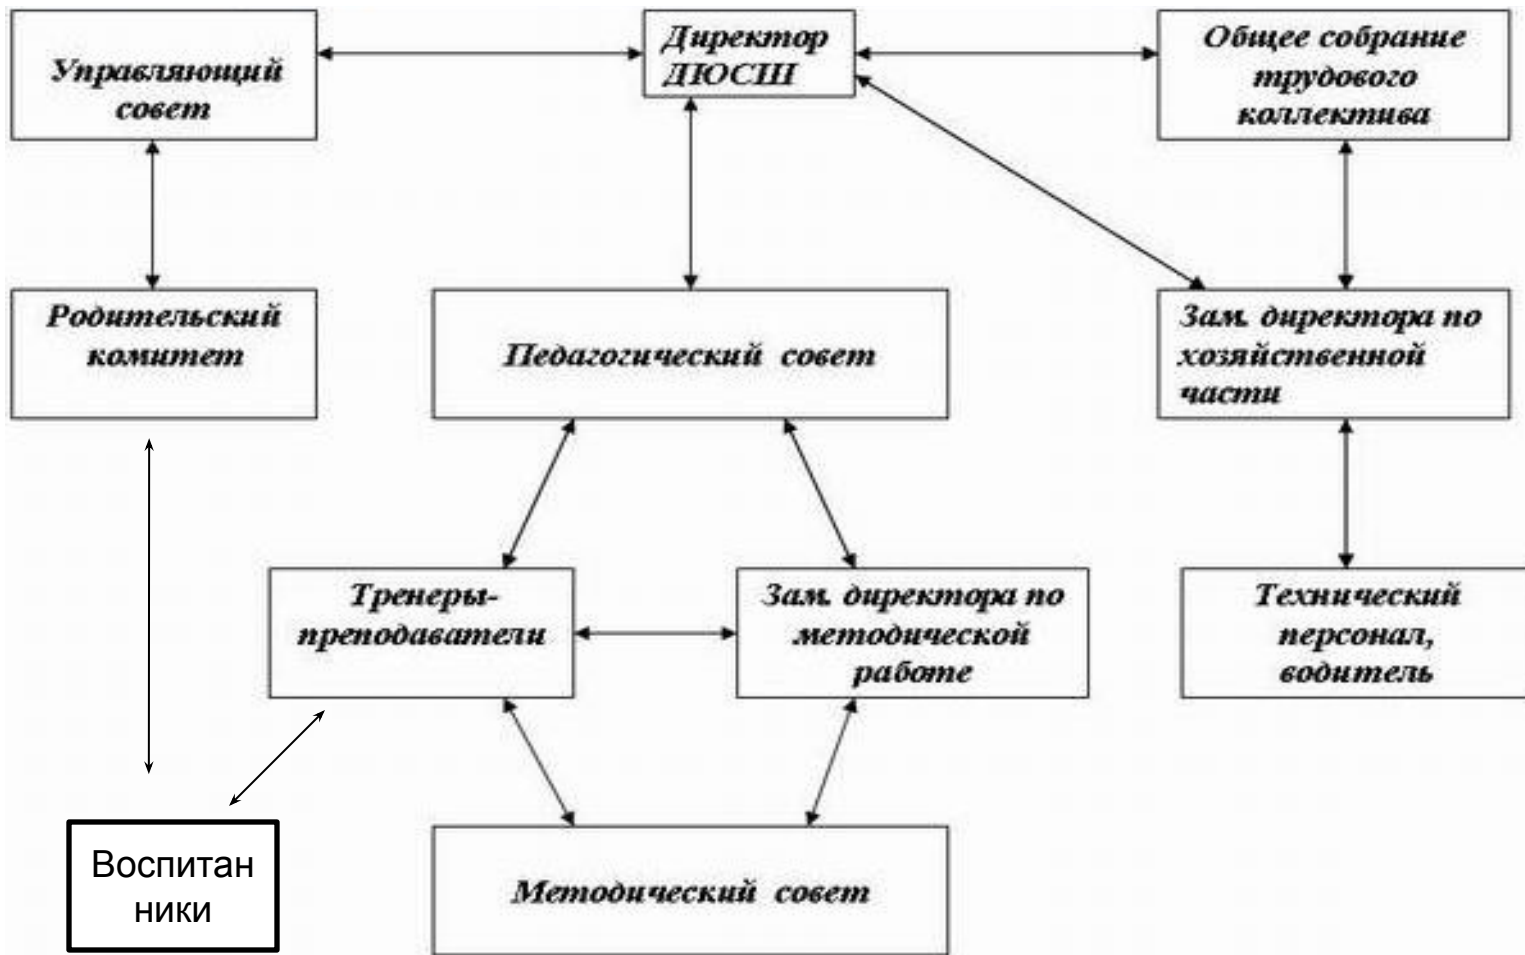 Управляющий
совет
Директор
ДЮСШ
Общее собрание
трудового
коллектива
Родительский
комитет
Педагогический совет
Зам. директора по
хозяйственной
части
Тренеры-
преподаватели
Зам. директора по
методической
работе
Технический
персонал,
водитель
Воспитан
ники
Методический совет